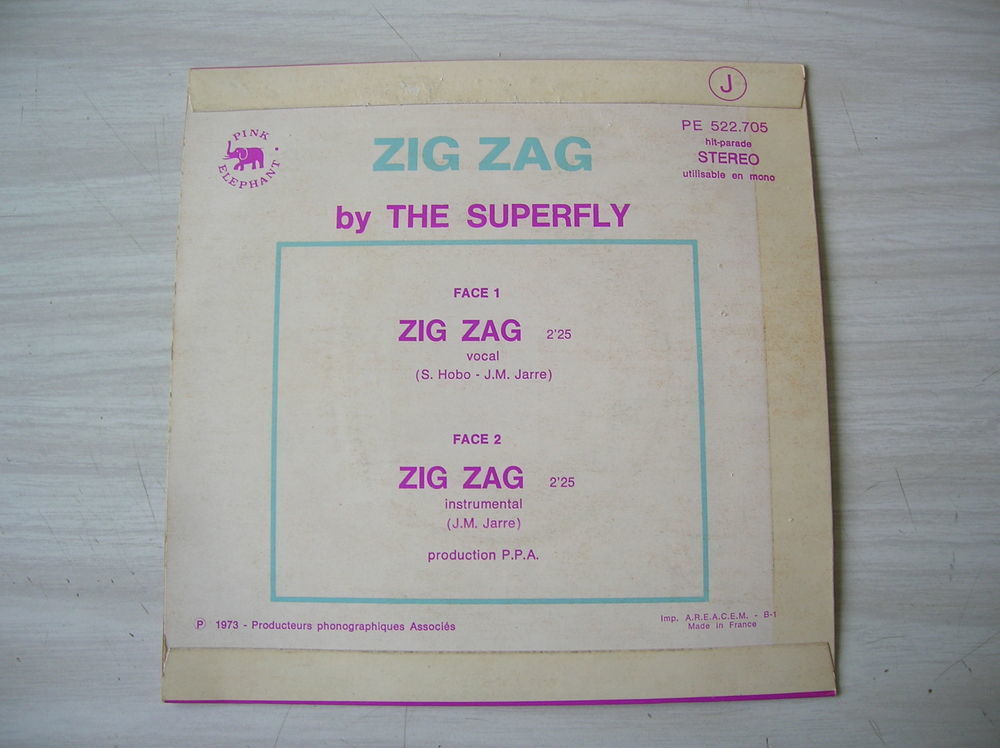 J
PINK ELEPHANT
PE 522.705
hit-parade
STEREO
utilisable en mono
ZIG ZAG
by THE SUPERFLY
FACE 1
ZIG ZAG 2'25
vocal
(S. Hobo - J.M. Jarre)
FACE 2
ZIG ZAG 2'25
instrumental
(J.M. Jarre)
production P.P.A.
Ⓟ 1973 - Producteurs phonographiques Associés
Imp. A.R.E.A.C.E.M. - B-1
Made in France